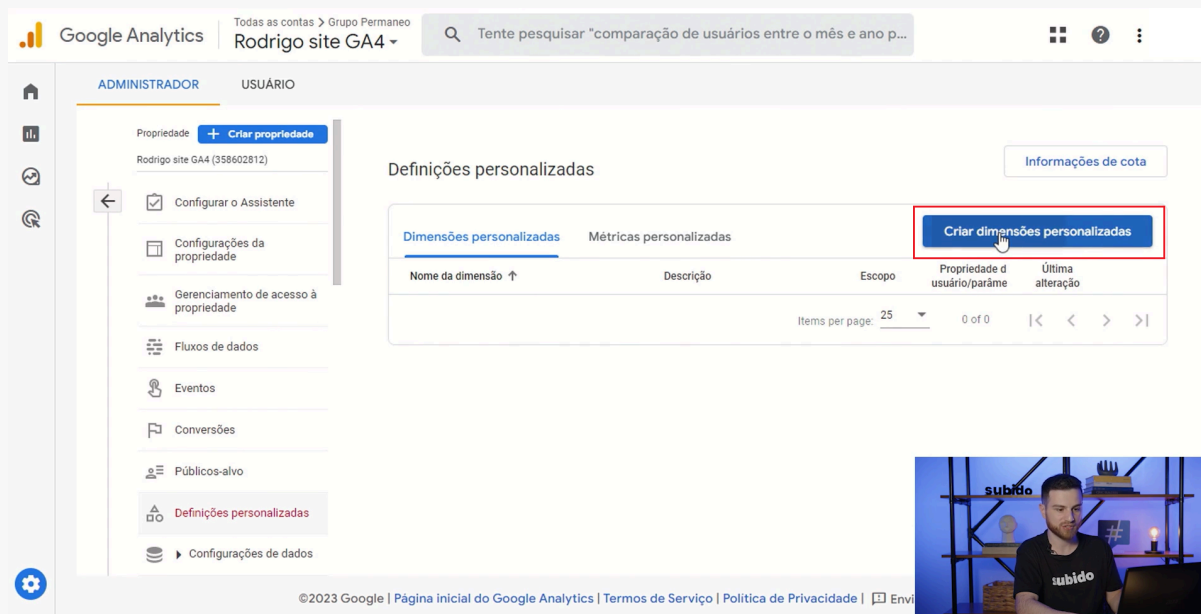 Google Analytics
Todas as contas > Grupo Permaneo
Rodrigo site GA4
Tente pesquisar "comparação de usuários entre o mês e ano p...
ADMINISTRADOR
USUÁRIO
Propriedade
+ Criar propriedade
Rodrigo site GA4 (358602812)
Configurar o Assistente
Configurações da
propriedade
Gerenciamento de acesso à
propriedade
Fluxos de dados
Eventos
Conversões
Públicos-alvo
Definições personalizadas
Configurações de dados
Definições personalizadas
Informações de cota
Dimensões personalizadas
Métricas personalizadas
Criar dimensões personalizadas
Nome da dimensão ↑
Descrição
Escopo
Propriedade d
usuário/parâme
Última
alteração
Items per page: 25
0 of 0
subido
#
subido
©2023 Google | Página inicial do Google Analytics | Termos de Serviço | Política de Privacidade | Envi